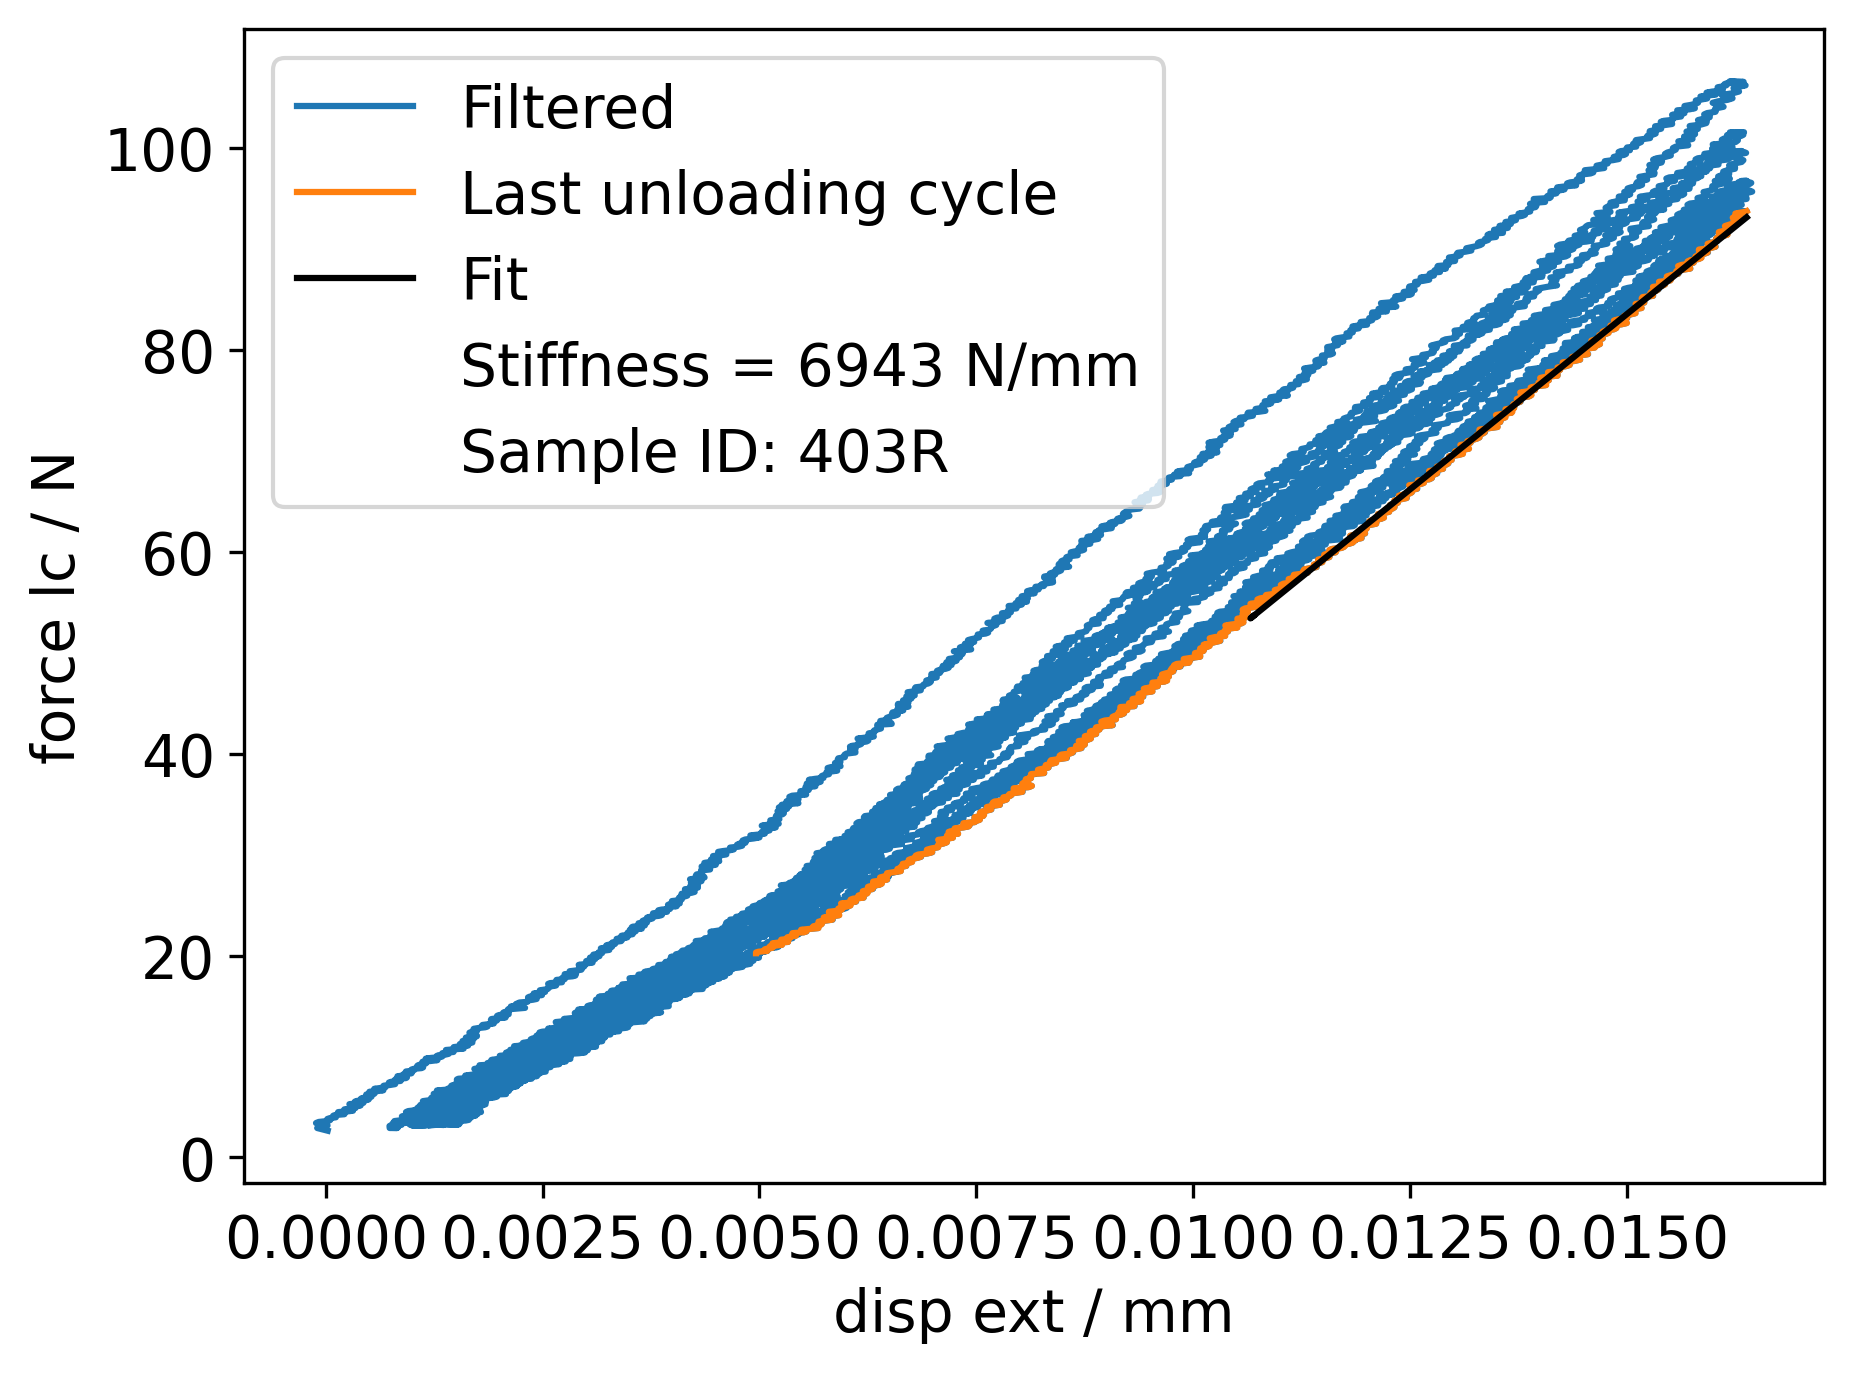 Filtered
Last unloading cycle
Fit
Stiffness = 6943 N/mm
Sample ID: 403R
100
80
60
40
20
0
force lc / N
0.0000 0.0025 0.0050 0.0075 0.0100 0.0125 0.0150
disp ext / mm